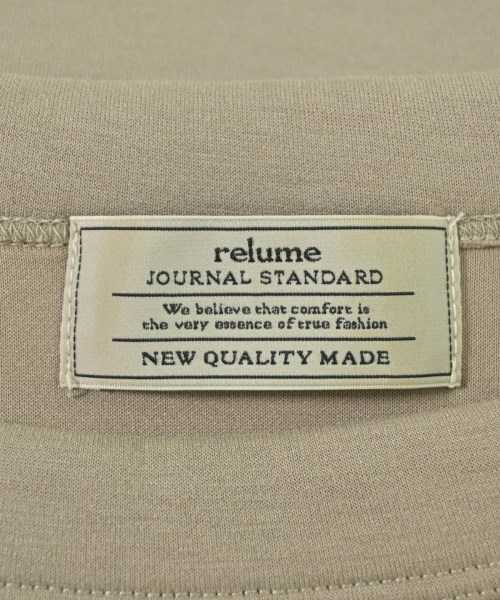 relume
JOURNAL STANDARD
We believe that comfort is
the very essence of true fashion
NEW QUALITY MADE